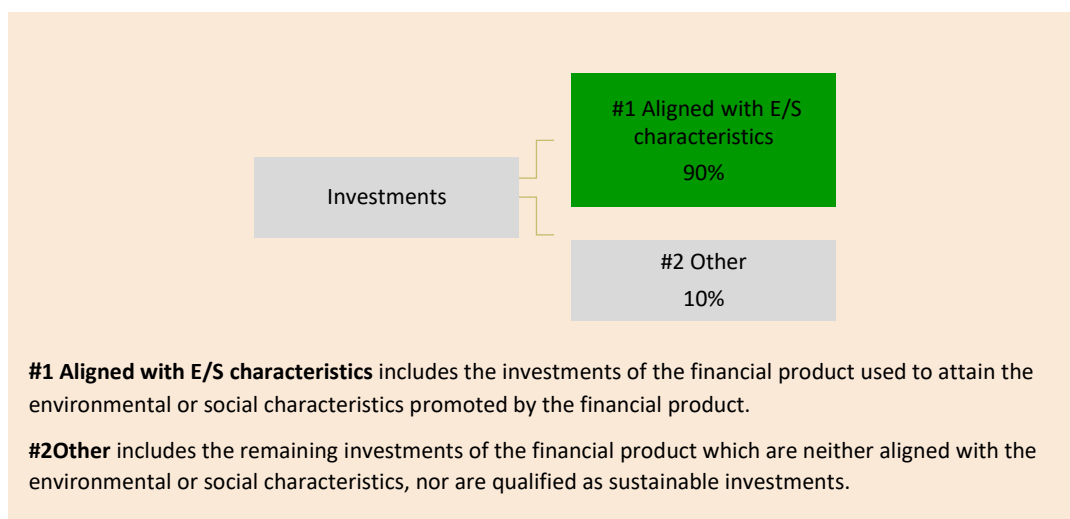 #1 Aligned with E/S
characteristics
90%
Investments
#2 Other
10%
#1 Aligned with E/S characteristics includes the investments of the financial product used to attain the
environmental or social characteristics promoted by the financial product.
#2Other includes the remaining investments of the financial product which are neither aligned with the
environmental or social characteristics, nor are qualified as sustainable investments.